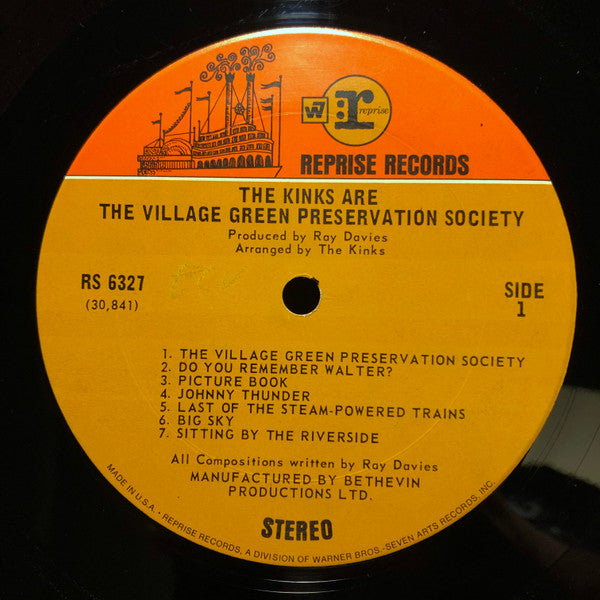 W7
r reprise
REPRISE RECORDS
THE KINKS ARE
THE VILLAGE GREEN PRESERVATION SOCIETY
Produced by Ray Davies
Arranged by The Kinks
RS 6327
(30,841)
SIDE
1
1. THE VILLAGE GREEN PRESERVATION SOCIETY
2. DO YOU REMEMBER WALTER?
3. PICTURE BOOK
4. JOHNNY THUNDER
5. LAST OF THE STEAM-POWERED TRAINS
6. BIG SKY
7. SITTING BY THE RIVERSIDE
All Compositions written by Ray Davies
MANUFACTURED BY BETHEVIN
PRODUCTIONS LTD.
STEREO
MADE IN U.S.A. • REPRISE RECORDS, A DIVISION OF WARNER BROS.-SEVEN ARTS RECORDS, INC.